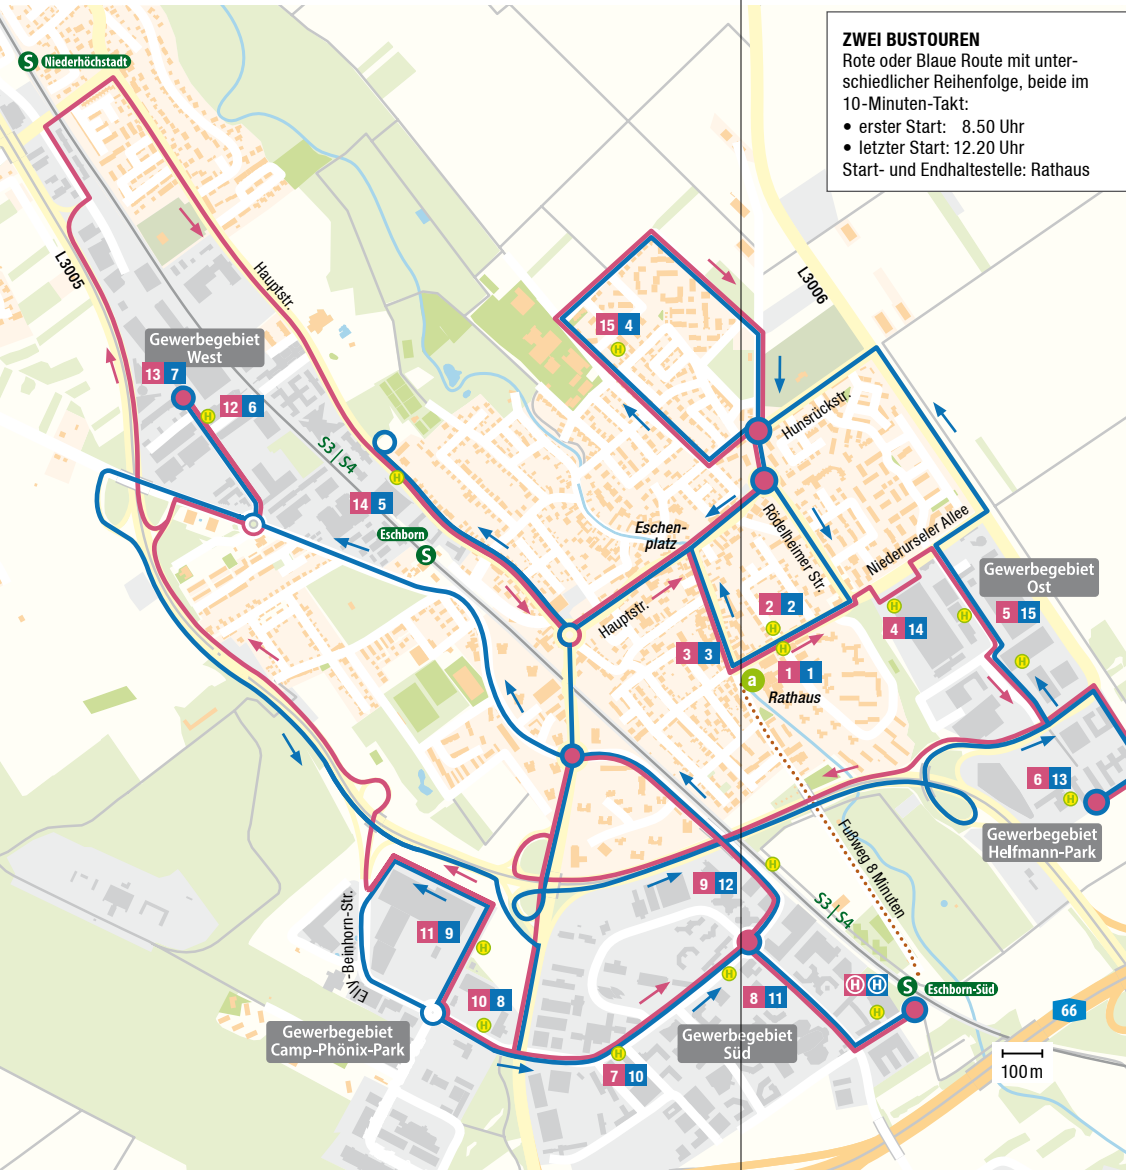 ZWEI BUSTOUREN
Rote oder Blaue Route mit unter-
schiedlicher Reihenfolge, beide im
10-Minuten-Takt:
• erster Start: 8.50 Uhr
• letzter Start: 12.20 Uhr
Start- und Endhaltestelle: Rathaus
S Niederhöchstadt
L3005
Hauptstr.
L3006
15 4
H
Gewerbegebiet
West
13 7
12 6
H
Hunsrückstr.
S3 | S4
H
14 5
Eschborn
S
Eschen-
platz
Rödelheimer Str.
Niederurseler Allee
Gewerbegebiet
Ost
Hauptstr.
2 2
H
H
4 14
H
H
5 15
3 3
H
1 1
a
Rathaus
6 13
H
Gewerbegebiet
Helfmann-Park
Fußweg 8 Minuten
9 12
H
S3 | S4
Elly-Beinhorn-Str.
11 9
H
10 8
H
H
8 11
H H
S Eschborn-Süd
H
66
Gewerbegebiet
Camp-Phönix-Park
Gewerbegebiet
Süd
H
7 10
100 m